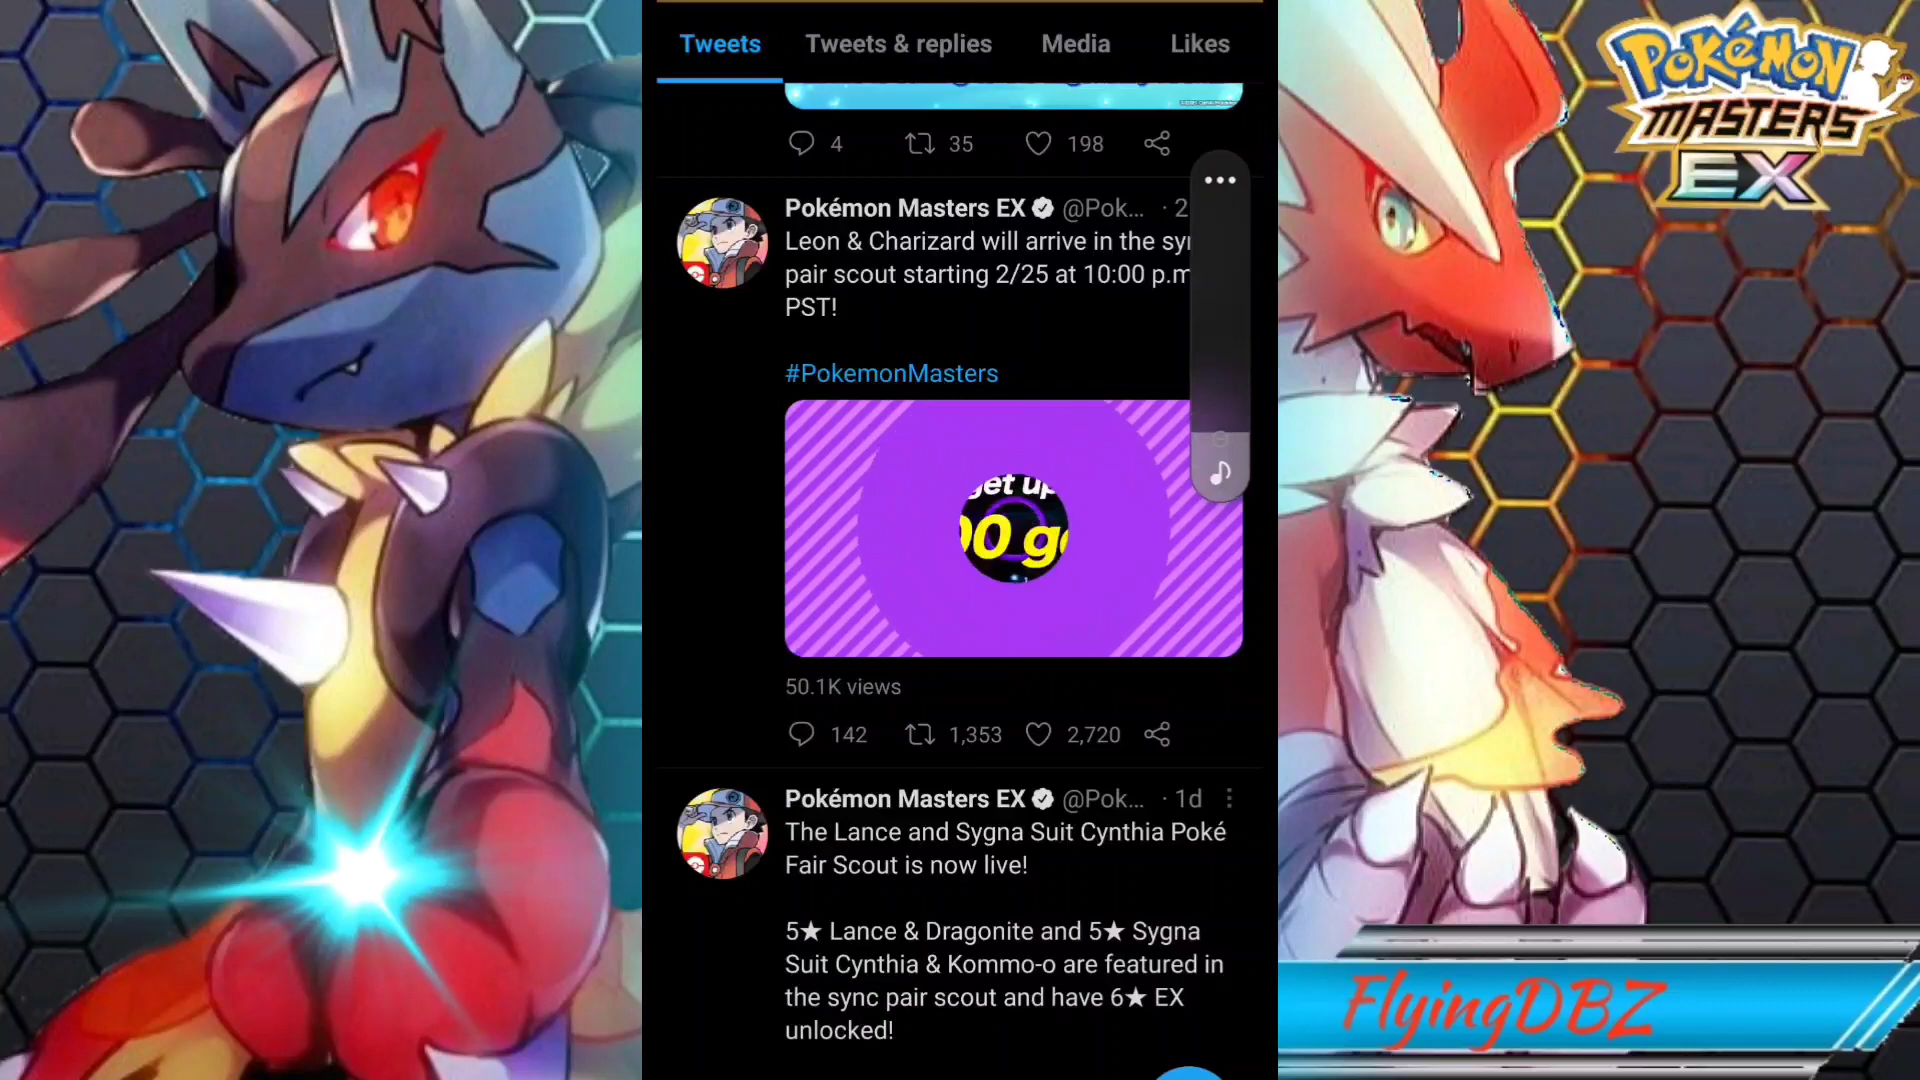 Tweets Tweets & replies Media Likes
POKéMON
MASTERS
EX
4 35 198
Pokémon Masters EX @Pok... · 2
Leon & Charizard will arrive in the sy
pair scout starting 2/25 at 10:00 p.m
PST!
#PokemonMasters
get up
00 g
50.1K views
142 1,353 2,720
Pokémon Masters EX @Pok... · 1d
The Lance and Sygna Suit Cynthia Poké
Fair Scout is now live!
5★ Lance & Dragonite and 5★ Sygna
Suit Cynthia & Kommo-o are featured in
the sync pair scout and have 6★ EX
unlocked!
FlyingDBZ